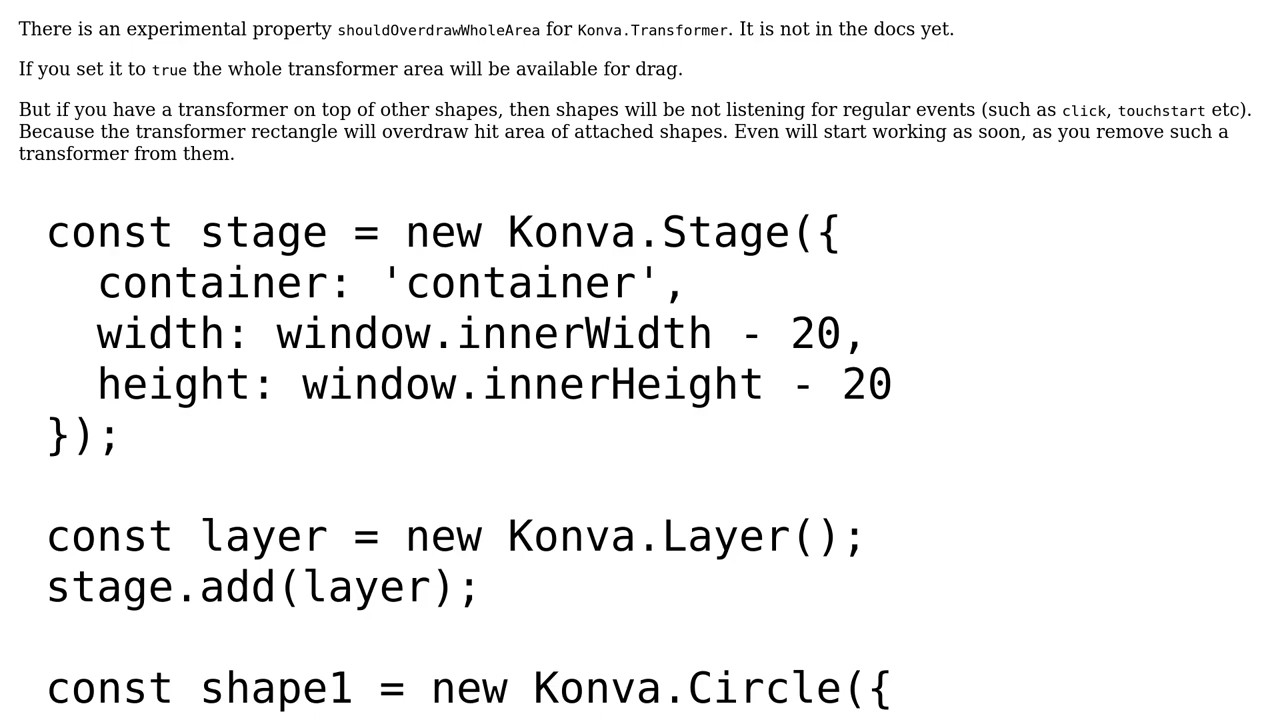 There is an experimental property shouldOverdrawWholeArea for Konva.Transformer. It is not in the docs yet.
If you set it to true the whole transformer area will be available for drag.
But if you have a transformer on top of other shapes, then shapes will be not listening for regular events (such as click, touchstart etc).
Because the transformer rectangle will overdraw hit area of attached shapes. Even will start working as soon, as you remove such a
transformer from them.
const stage = new Konva.Stage({
  container: 'container',
  width: window.innerWidth - 20,
  height: window.innerHeight - 20
});
const layer = new Konva.Layer();
stage.add(layer);
const shape1 = new Konva.Circle({